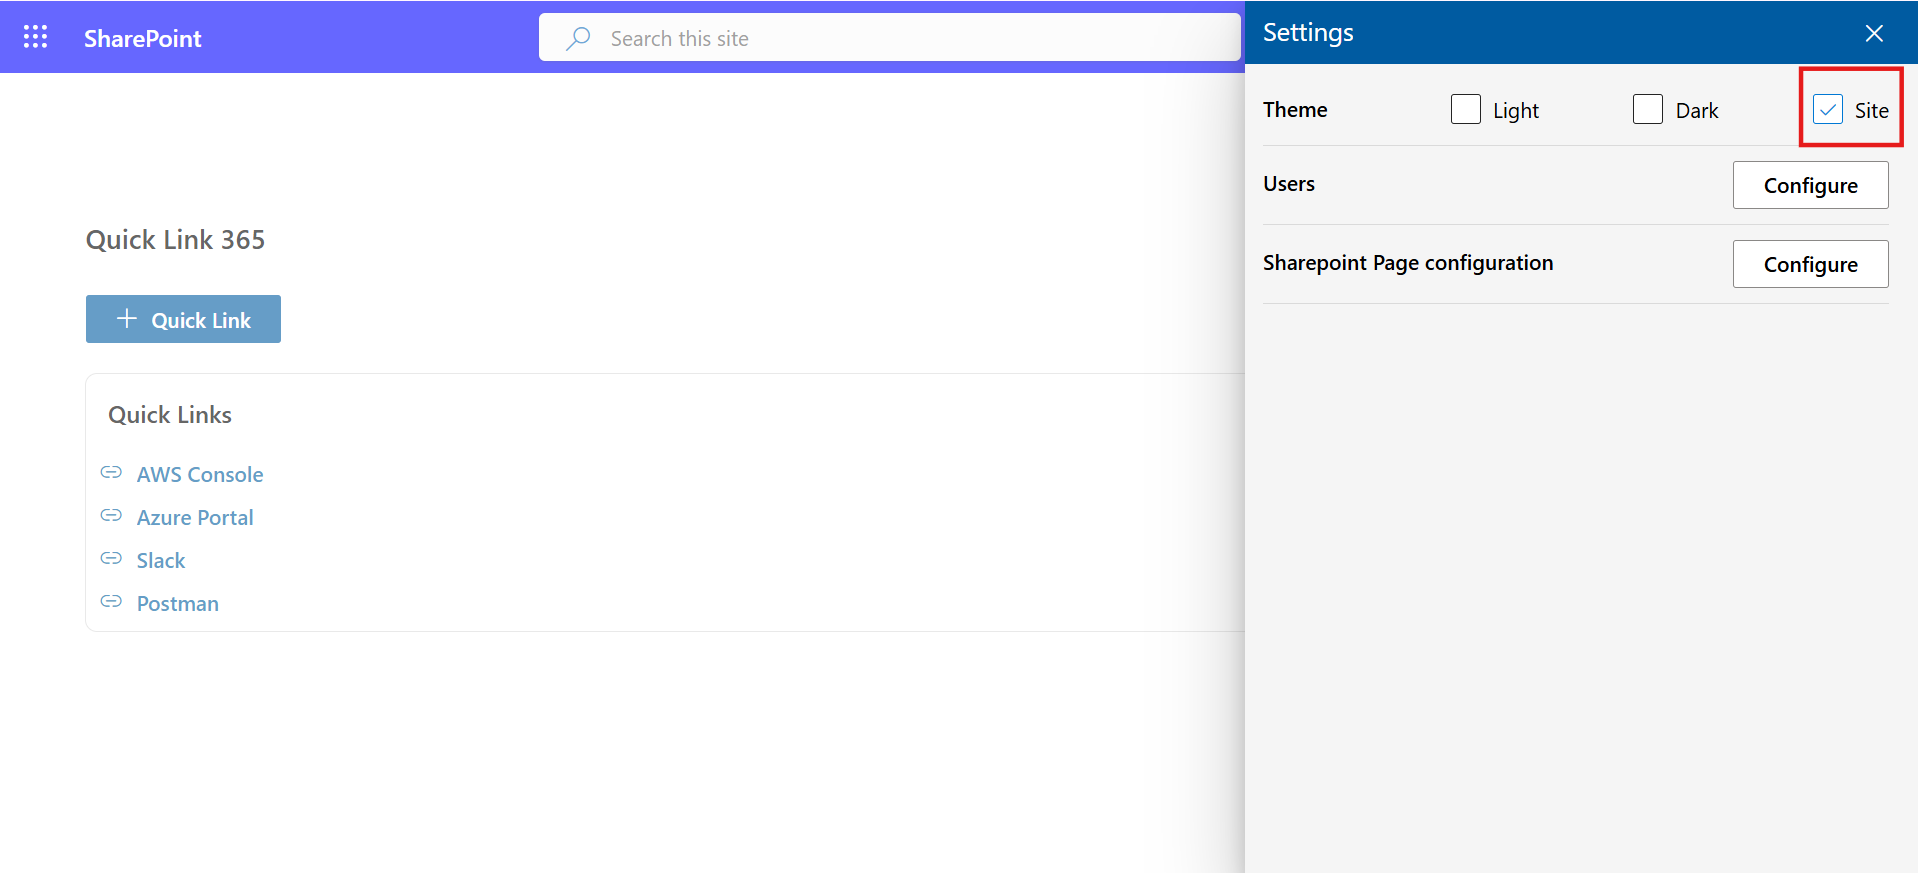 SharePoint
Search this site
Settings
Theme
Light
Dark
Site
Users
Configure
Sharepoint Page configuration
Configure
Quick Link 365
Quick Link
Quick Links
AWS Console
Azure Portal
Slack
Postman